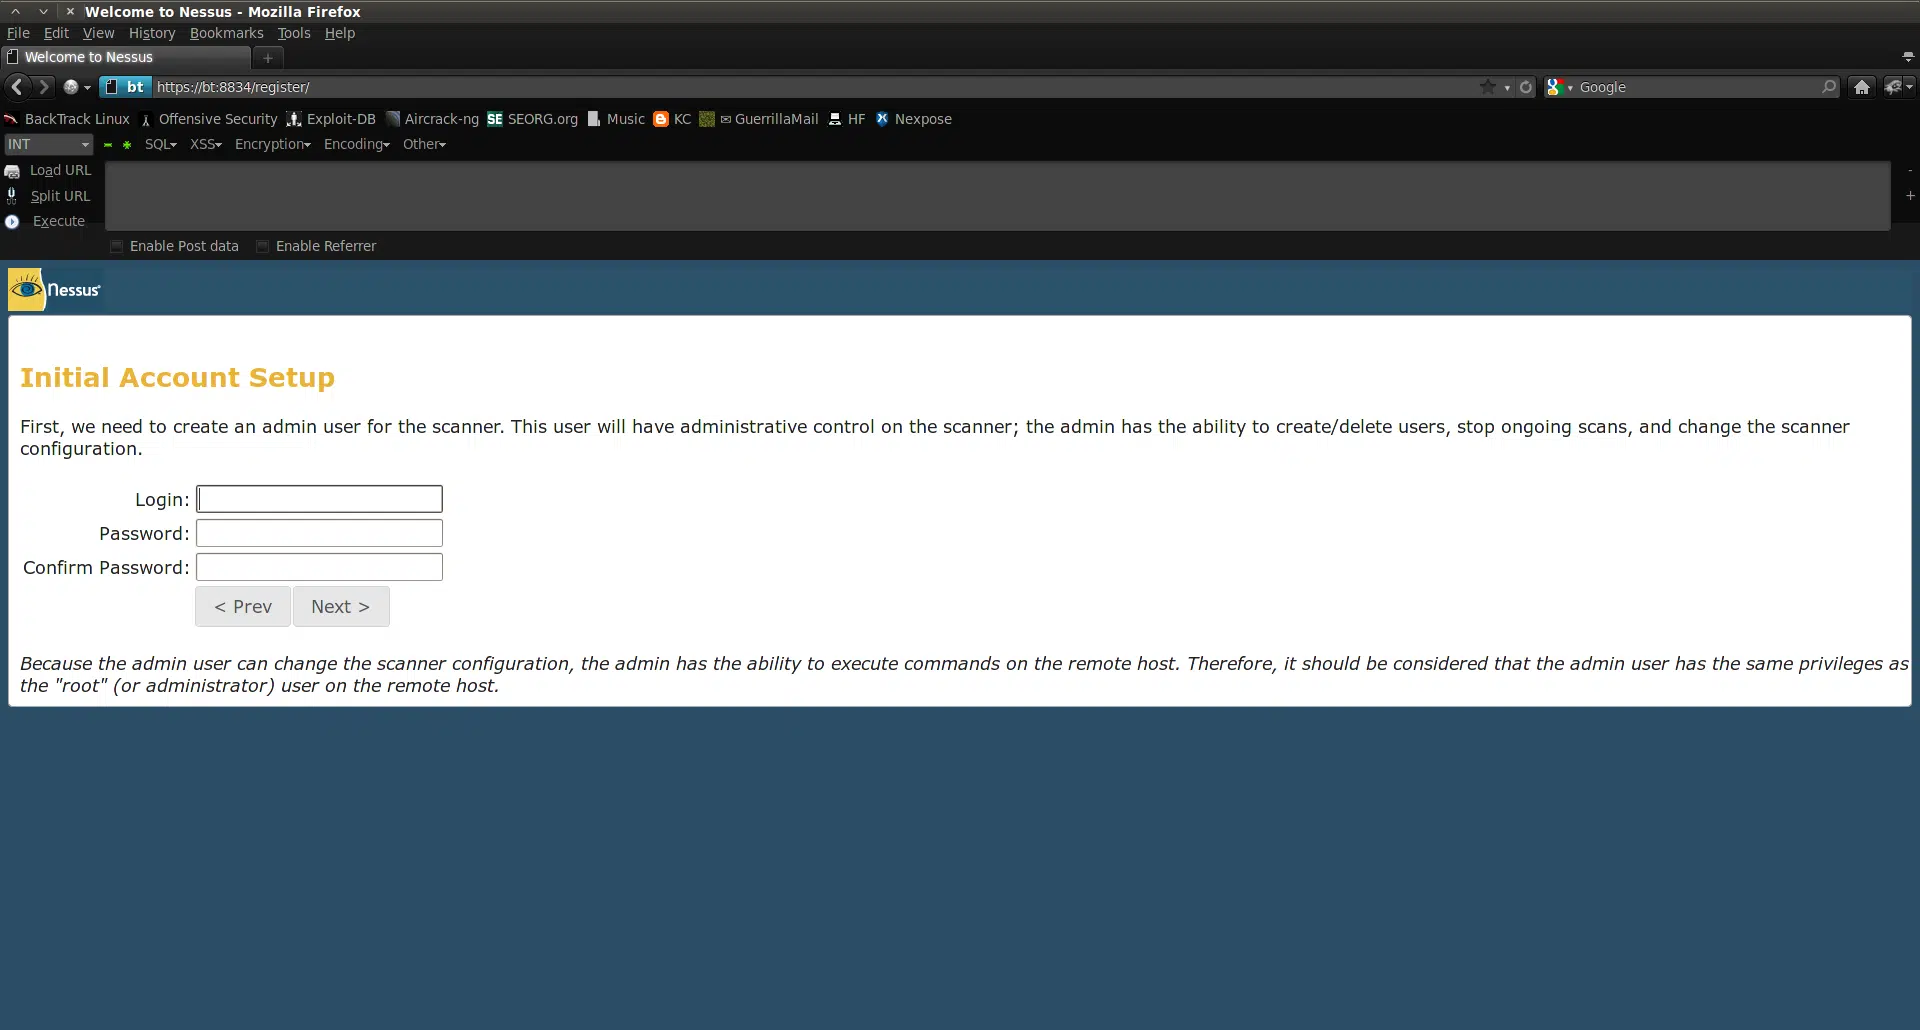 Welcome to Nessus - Mozilla Firefox
File Edit View History Bookmarks Tools Help
Welcome to Nessus
bt https://bt:8834/register/ Google
BackTrack Linux Offensive Security Exploit-DB Aircrack-ng SE SEORG.org Music KC GuerrillaMail HF Nexpose
INT SQL XSS Encryption Encoding Other
Load URL
Split URL
Execute
Enable Post data Enable Referrer
Nessus
Initial Account Setup
First, we need to create an admin user for the scanner. This user will have administrative control on the scanner; the admin has the ability to create/delete users, stop ongoing scans, and change the scanner
configuration.
Login:
Password:
Confirm Password:
< Prev Next >
Because the admin user can change the scanner configuration, the admin has the ability to execute commands on the remote host. Therefore, it should be considered that the admin user has the same privileges as
the "root" (or administrator) user on the remote host.